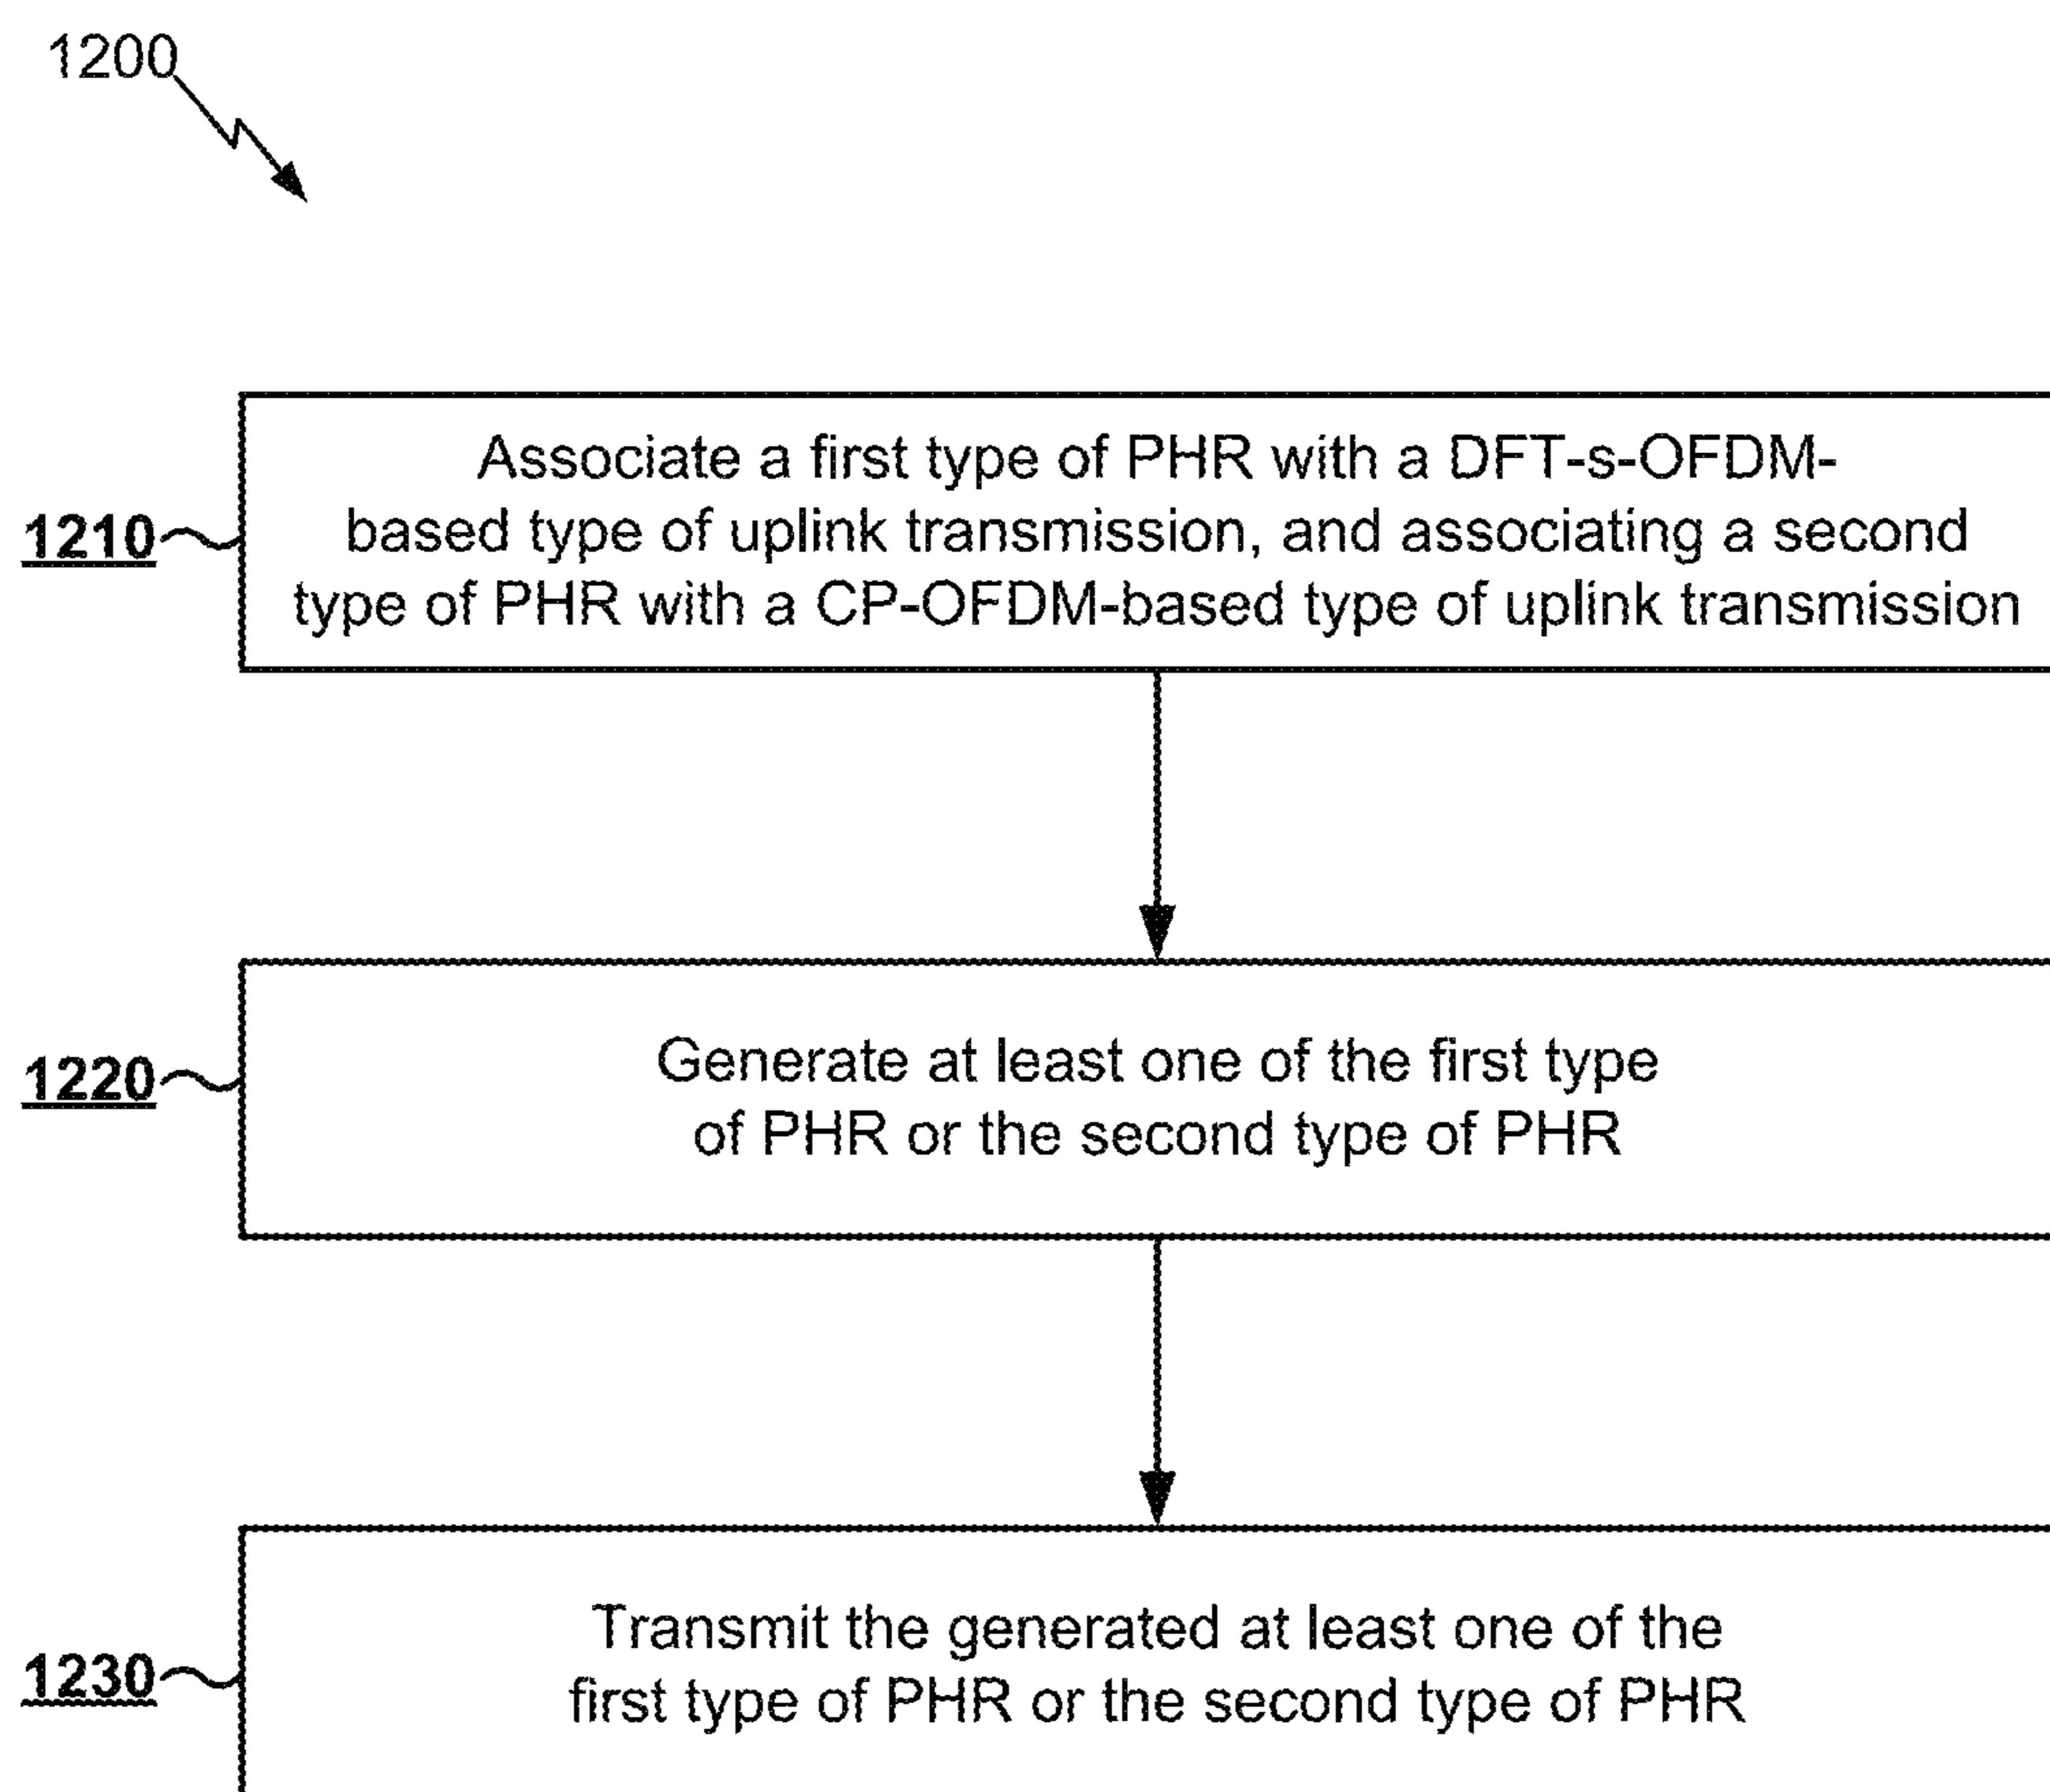 1200
Associate a first type of PHR with a DFT-s-OFDM-
based type of uplink transmission, and associating a second
type of PHR with a CP-OFDM-based type of uplink transmission
1210
Generate at least one of the first type
of PHR or the second type of PHR
1220
Transmit the generated at least one of the
first type of PHR or the second type of PHR
1230